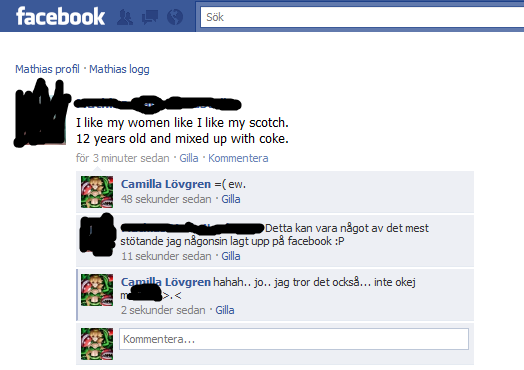 facebook
Sök
Mathias profil · Mathias logg
I like my women like I like my scotch.
12 years old and mixed up with coke.
för 3 minuter sedan · Gilla · Kommentera
Camilla Lövgren =( ew.
48 sekunder sedan · Gilla
Detta kan vara något av det mest
stötande jag någonsin lagt upp på facebook :P
11 sekunder sedan · Gilla
Camilla Lövgren hahah.. jo.. jag tror det också... inte okej
>.<
2 sekunder sedan · Gilla
Kommentera...